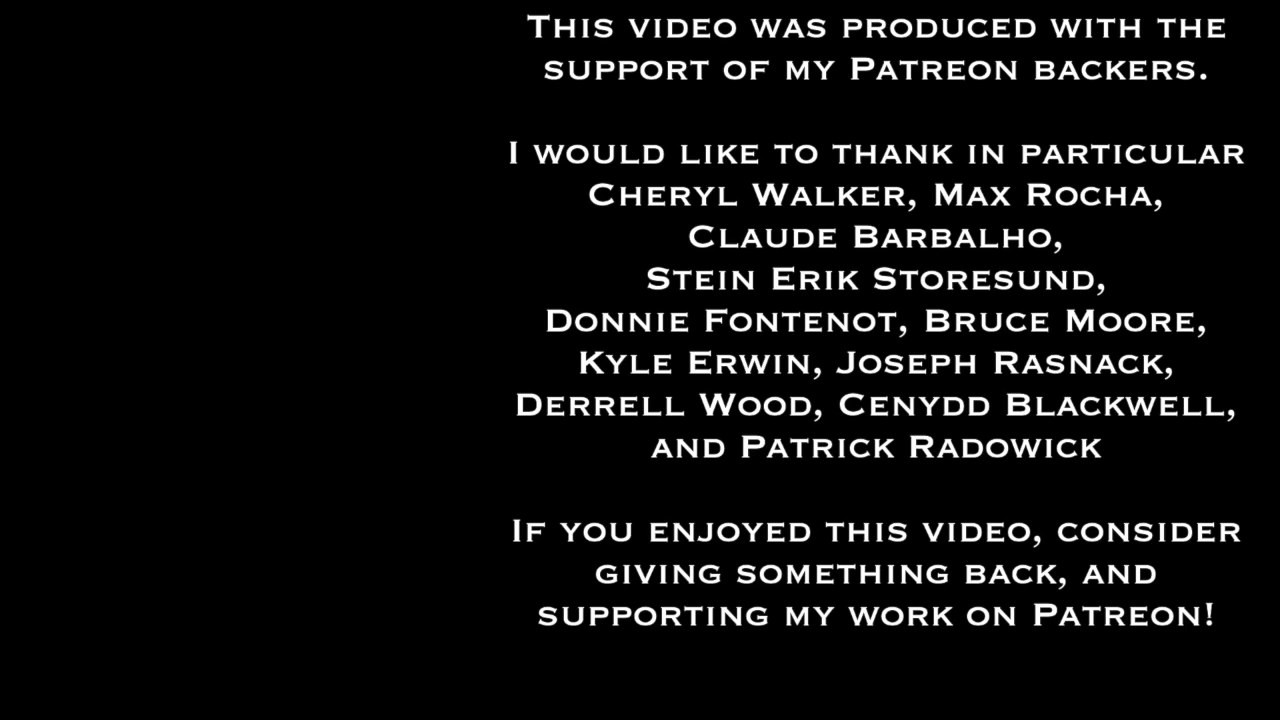 This video was produced with the
support of my Patreon backers.
I would like to thank in particular
Cheryl Walker, Max Rocha,
Claude Barbalho,
Stein Erik Storesund,
Donnie Fontenot, Bruce Moore,
Kyle Erwin, Joseph Rasnack,
Derrell Wood, Cenydd Blackwell,
and Patrick Radowick
If you enjoyed this video, consider
giving something back, and
supporting my work on Patreon!